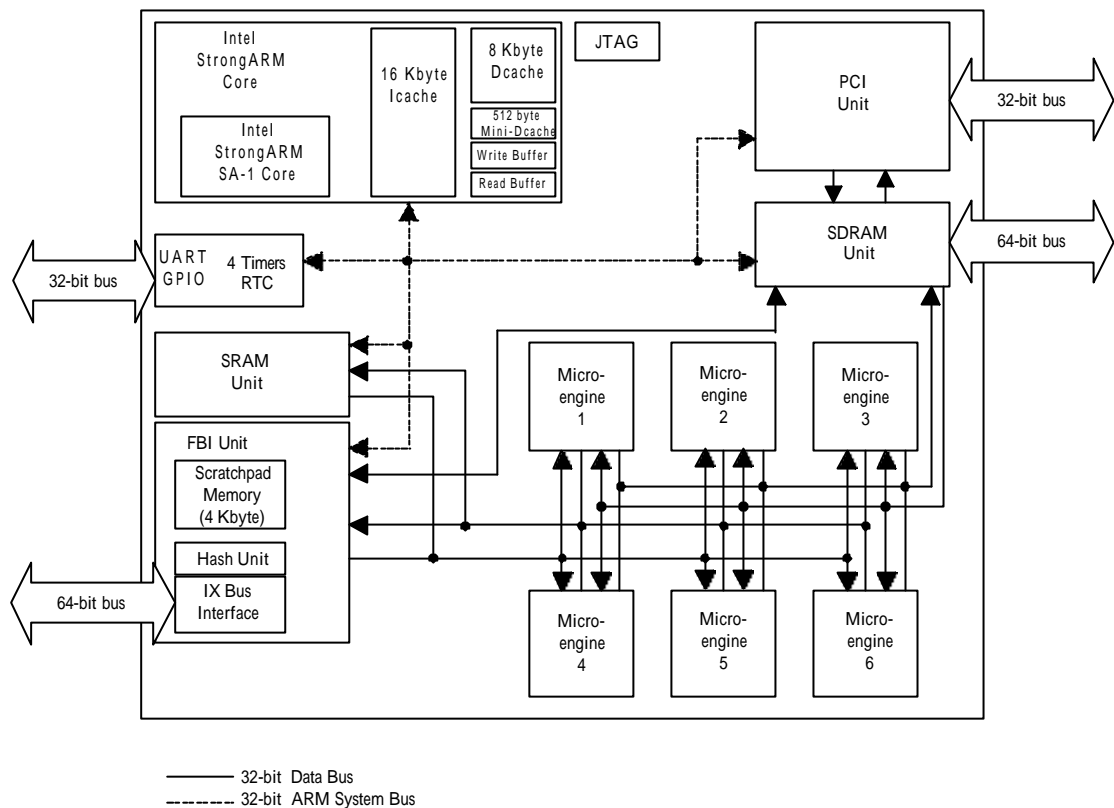 Intel
StrongARM
Core
Intel
StrongARM
SA-1 Core
16 Kbyte
Icache
8 Kbyte
Dcache
512 byte
Mini-Dcache
Write Buffer
Read Buffer
JTAG
PCI
Unit
32-bit bus
SDRAM
Unit
64-bit bus
32-bit bus
UART
GPIO
4 Timers
RTC
SRAM
Unit
FBI Unit
Scratchpad
Memory
(4 Kbyte)
Hash Unit
IX Bus
Interface
64-bit bus
Micro-
engine
1
Micro-
engine
2
Micro-
engine
3
Micro-
engine
4
Micro-
engine
5
Micro-
engine
6
32-bit Data Bus
32-bit ARM System Bus